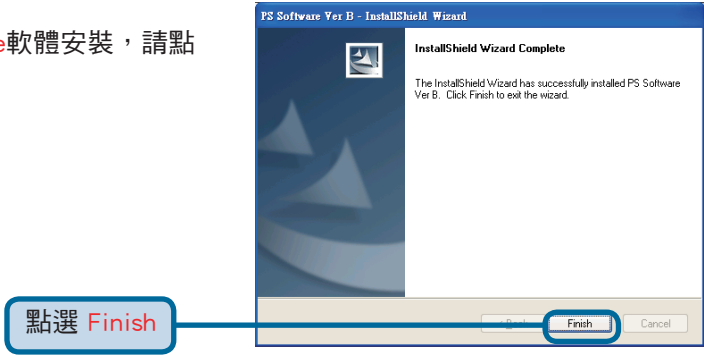 e軟體安裝，請點
PS Software Ver B - InstallShield Wizard
InstallShield Wizard Complete
The InstallShield Wizard has successfully installed PS Software
Ver B. Click Finish to exit the wizard.
點選 Finish
Finish
Cancel